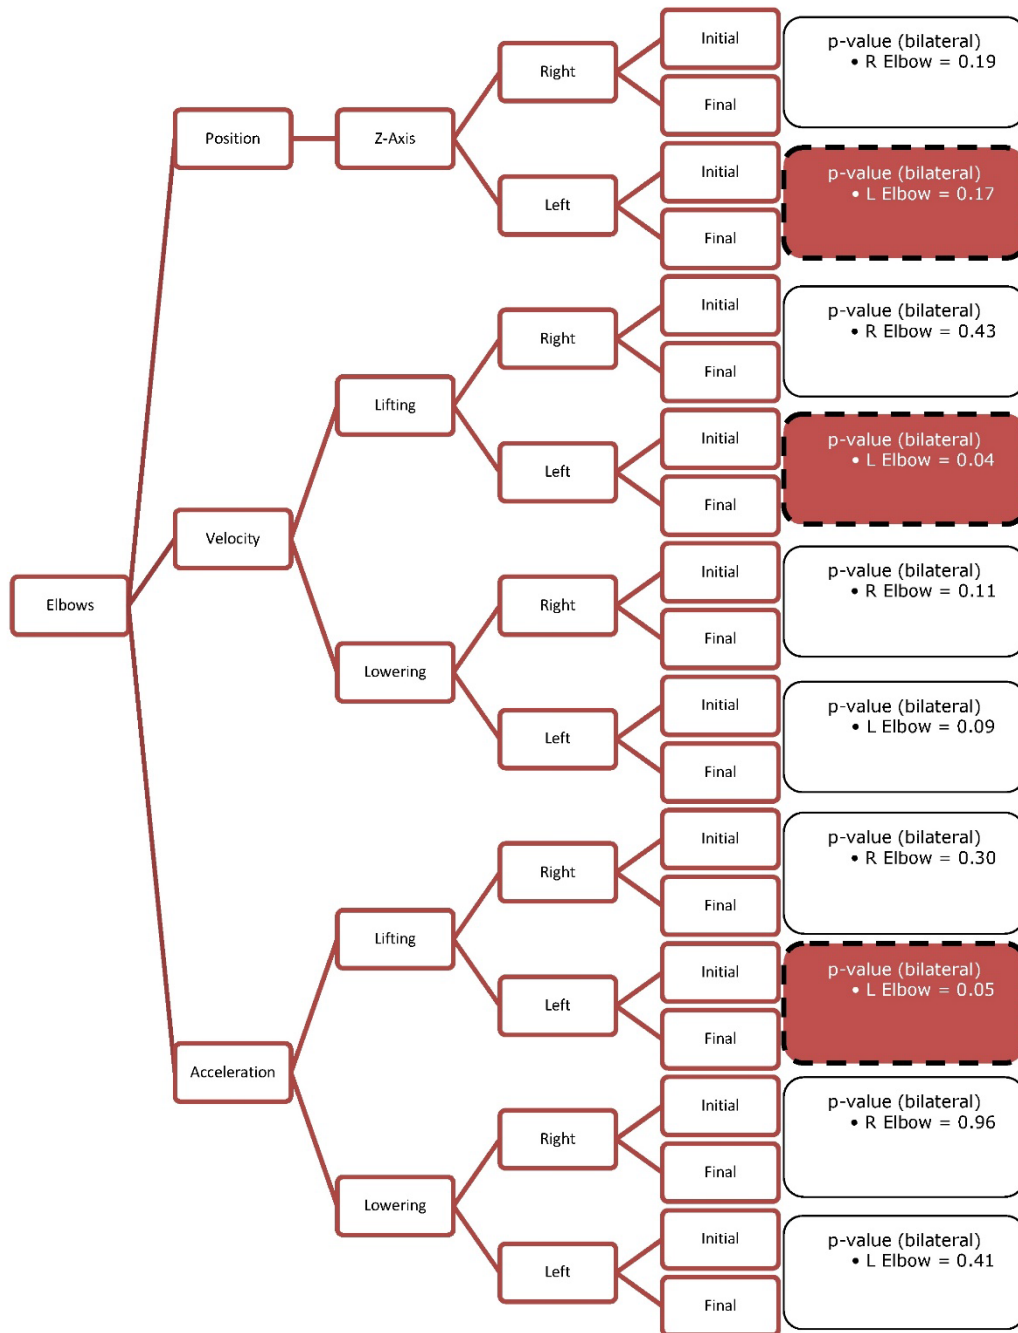 Elbows
Position
Z-Axis
Right
Initial
Final
p-value (bilateral)
• R Elbow = 0.19
Left
Initial
Final
p-value (bilateral)
• L Elbow = 0.17
Velocity
Lifting
Right
Initial
Final
p-value (bilateral)
• R Elbow = 0.43
Left
Initial
Final
p-value (bilateral)
• L Elbow = 0.04
Lowering
Right
Initial
Final
p-value (bilateral)
• R Elbow = 0.11
Left
Initial
Final
p-value (bilateral)
• L Elbow = 0.09
Acceleration
Lifting
Right
Initial
Final
p-value (bilateral)
• R Elbow = 0.30
Left
Initial
Final
p-value (bilateral)
• L Elbow = 0.05
Lowering
Right
Initial
Final
p-value (bilateral)
• R Elbow = 0.96
Left
Initial
Final
p-value (bilateral)
• L Elbow = 0.41